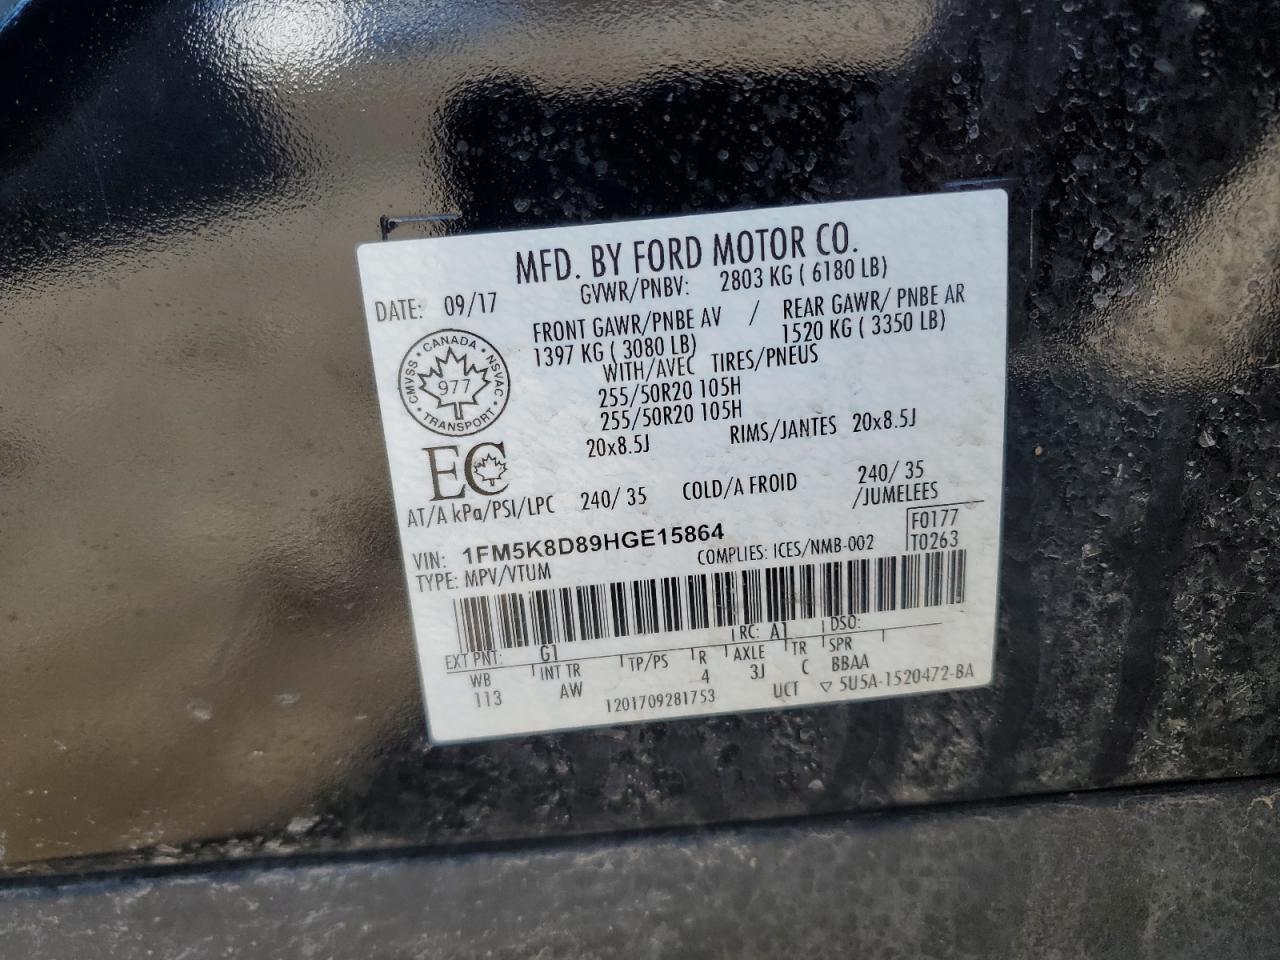 MFD. BY FORD MOTOR CO.
DATE: 09/17 GVWR/PNBV: 2803 KG ( 6180 LB)
FRONT GAWR/PNBE AV / REAR GAWR/ PNBE AR
1397 KG ( 3080 LB) 1520 KG ( 3350 LB)
WITH/AVEC TIRES/PNEUS
255/50R20 105H
255/50R20 105H
20x8.5J RIMS/JANTES 20x8.5J
CANADA
CMVSS NSVAC
977
TRANSPORT
EC
AT/A kPa/PSI/LPC 240/ 35 COLD/A FROID 240/ 35
/JUMELEES
VIN: 1FM5K8D89HGE15864 F0177
TYPE: MPV/VTUM COMPLIES: ICES/NMB-002 T0263
EXT PNT: G1 RC: A1 DSO:
WB INT TR TP/PS R AXLE TR SPR
113 AW 4 3J C BBAA
1201709281753 UCT ▽ 5U5A-1520472-BA